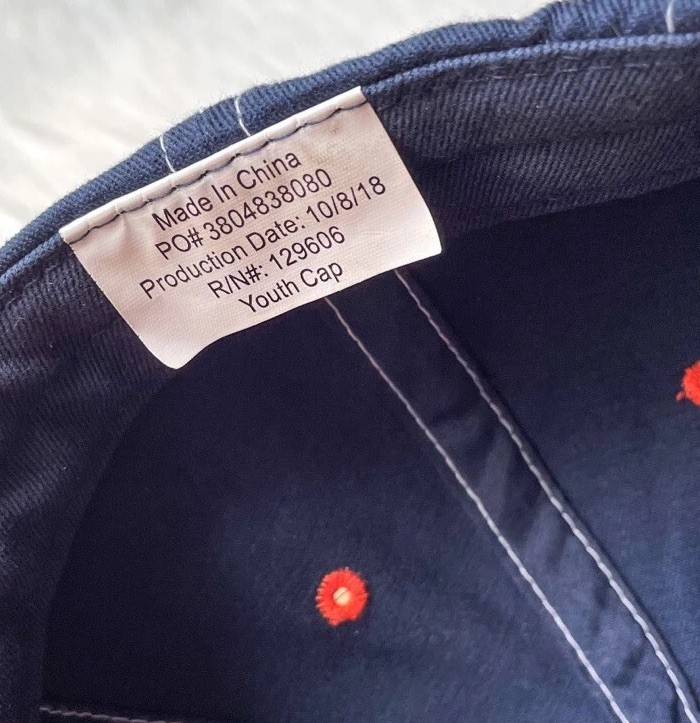 Made In China
PO# 3804838080
Production Date: 10/8/18
R/N#: 129606
Youth Cap